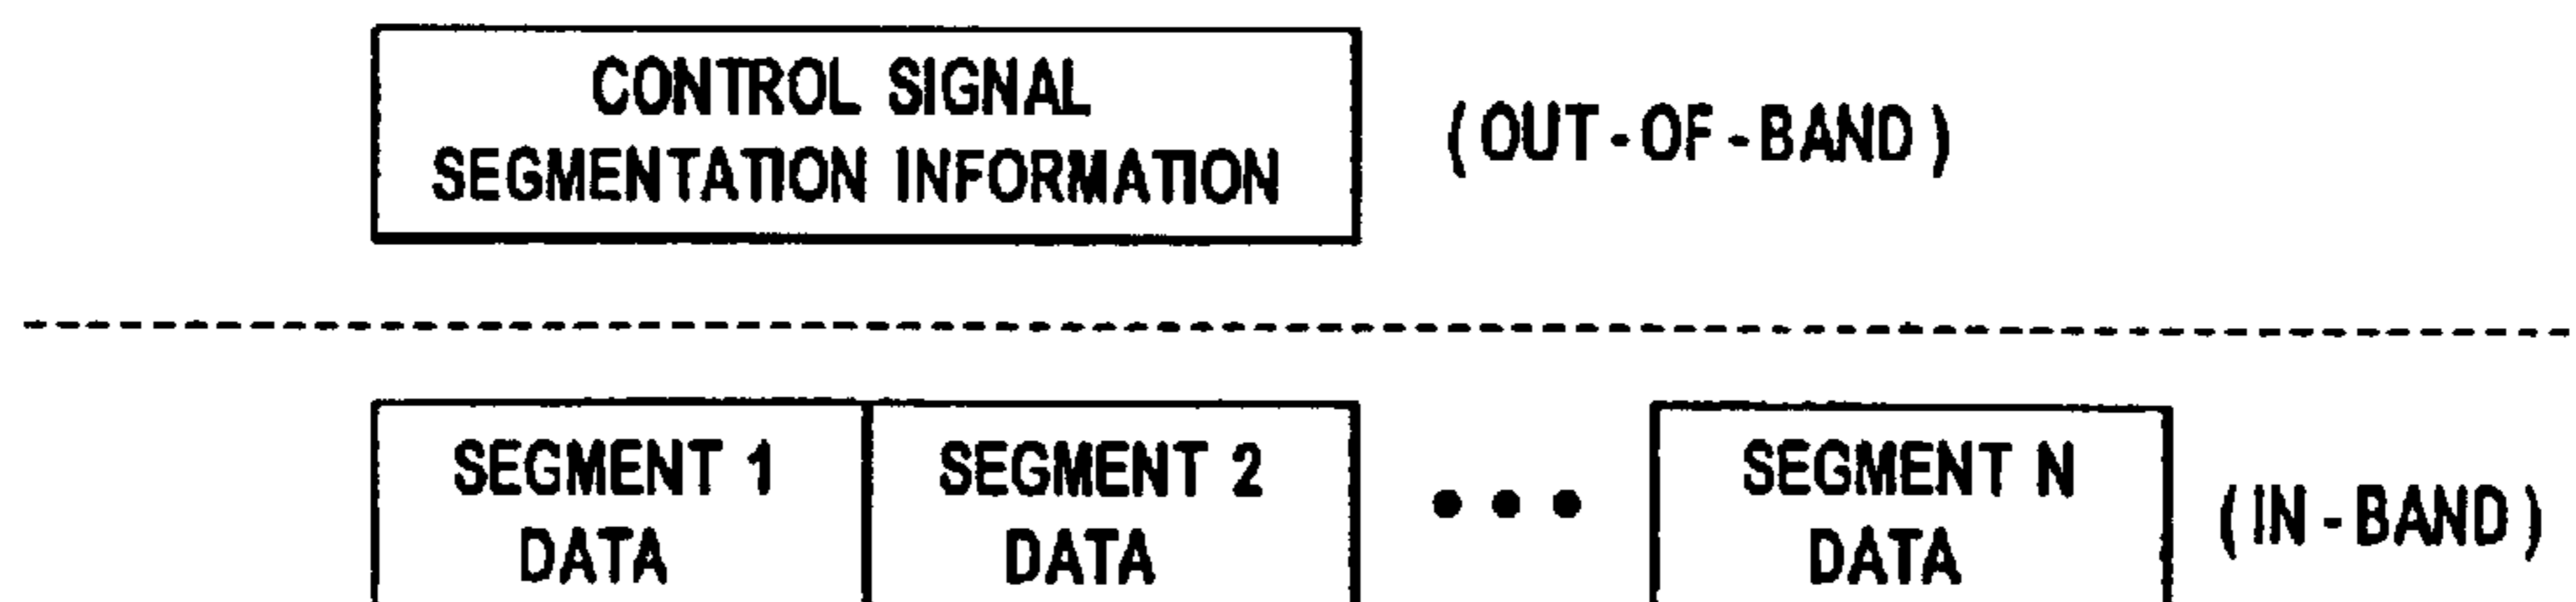 CONTROL SIGNAL
SEGMENTATION INFORMATION
(OUT-OF-BAND)
SEGMENT 1
DATA
SEGMENT 2
DATA
SEGMENT N
DATA
(IN-BAND)